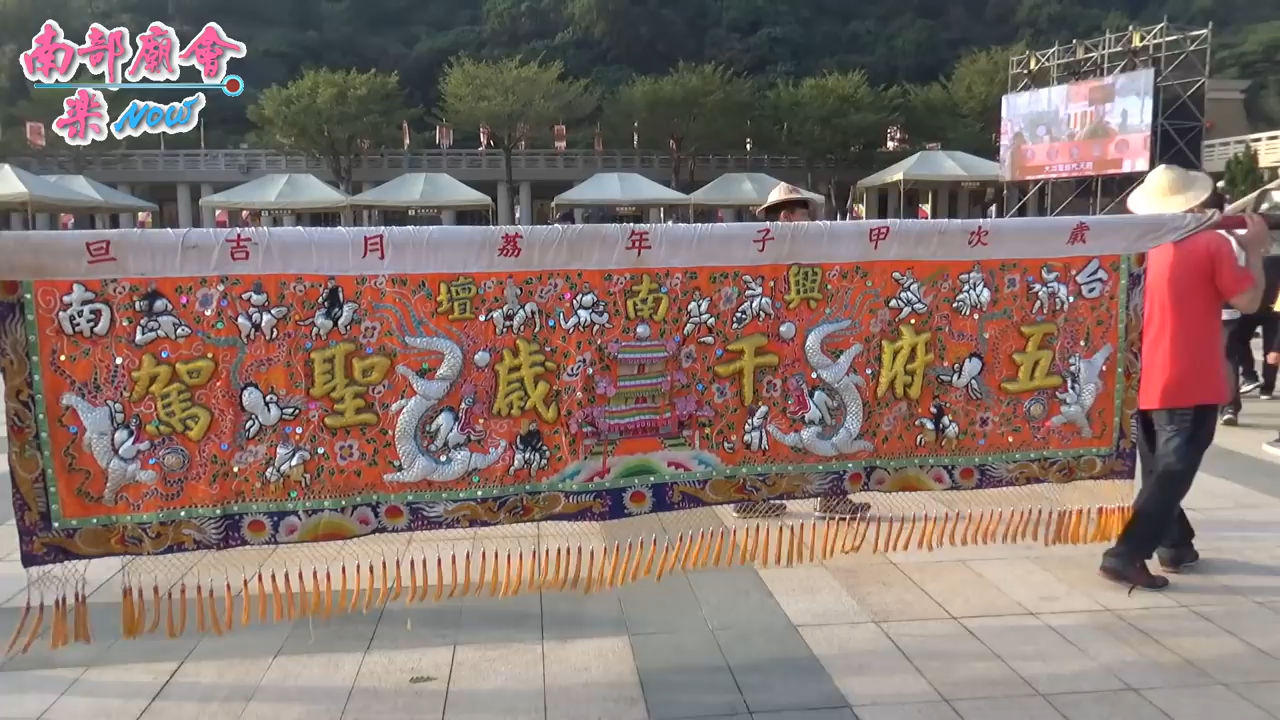 南部廟會
楽 NOW
歲次甲子年荔月吉旦
台南
興南壇
五府千歲聖駕